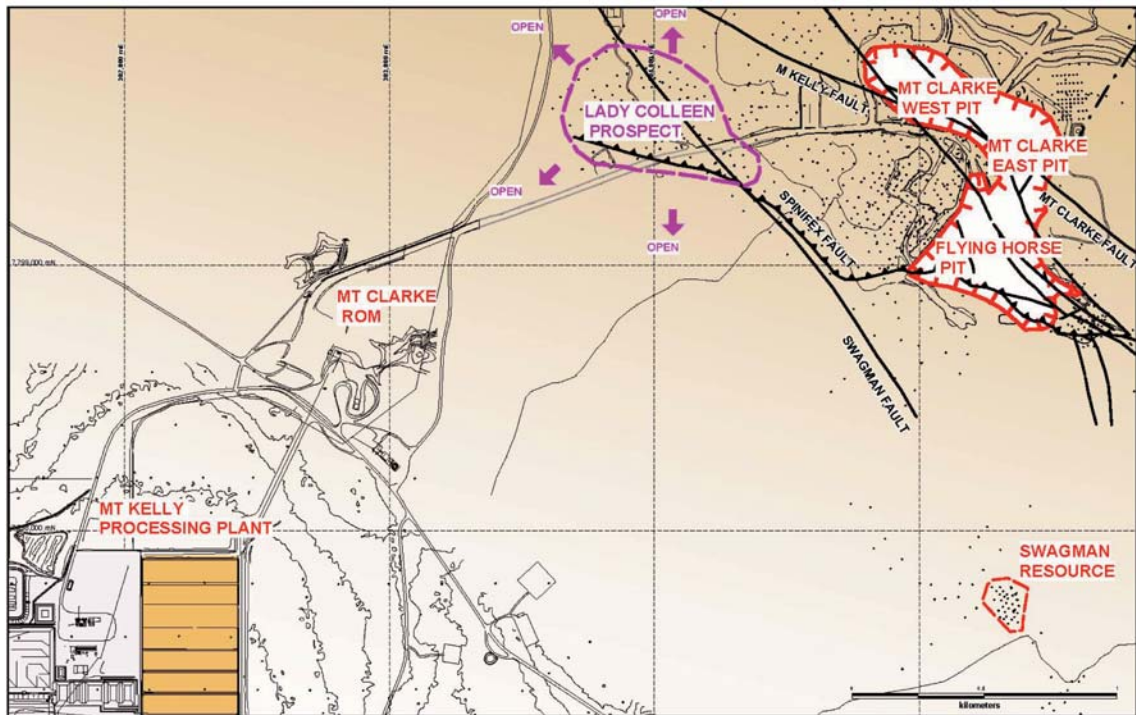 OPEN
OPEN
M KELLY FAULT
MT CLARKE
WEST PIT
LADY COLLEEN
PROSPECT
MT CLARKE
EAST PIT
OPEN
SPINIFEX FAULT
MT CLARKE FAULT
OPEN
FLYING HORSE
PIT
MT CLARKE
ROM
SWAGMAN FAULT
MT KELLY
PROCESSING PLANT
SWAGMAN
RESOURCE
kilometers